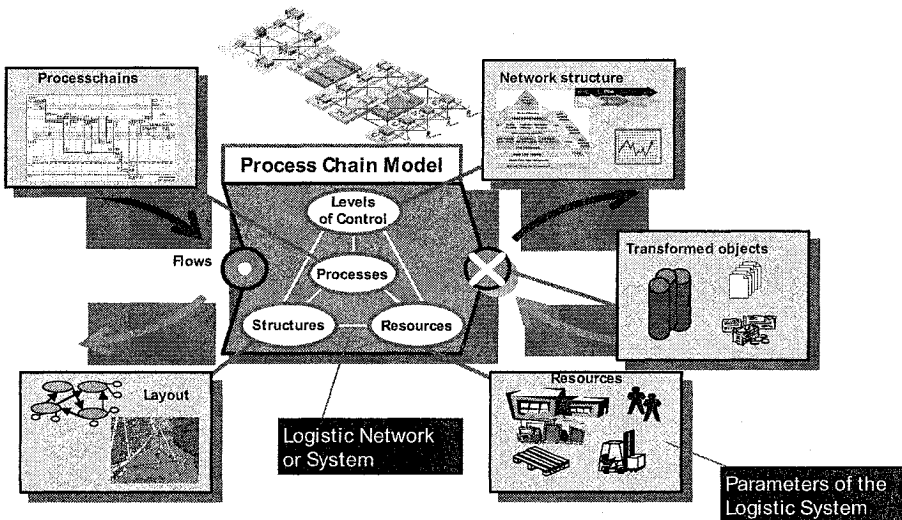 Processchains
Network structure
Process Chain Model
Levels
of Control
Flows
Processes
Transformed objects
Structures
Resources
Layout
Resources
Logistic Network
or System
Parameters of the
Logistic System